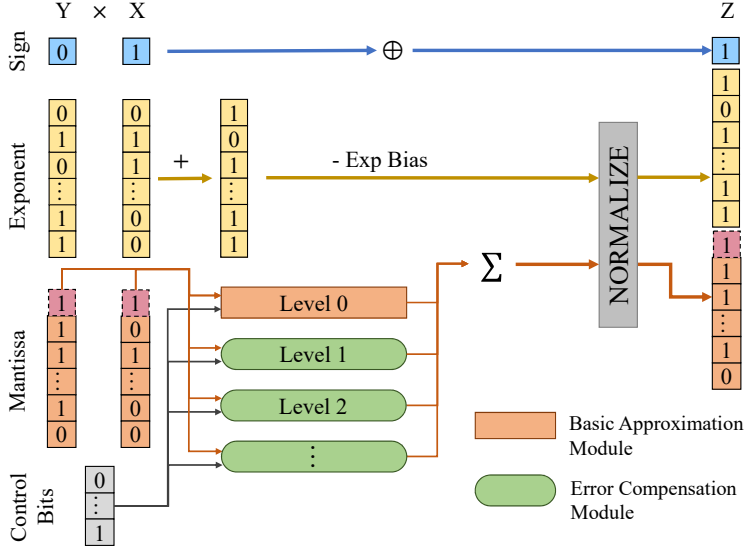 Y × X Z
Sign
0 1 ⊕ 1
Exponent
0 0 1 1
1 1 0 0
0 1 1 1
⋮ ⋮ ⋮ ⋮
1 0 1 1
1 0 1 1
+
- Exp Bias
NORMALIZE
Mantissa
1 1 1
1 0 1
1 1 1
⋮ ⋮ ⋮
1 0 1
0 0 0
Level 0
Level 1
Level 2
⋮
Σ
Control
Bits
0
⋮
1
Basic Approximation
Module
Error Compensation
Module